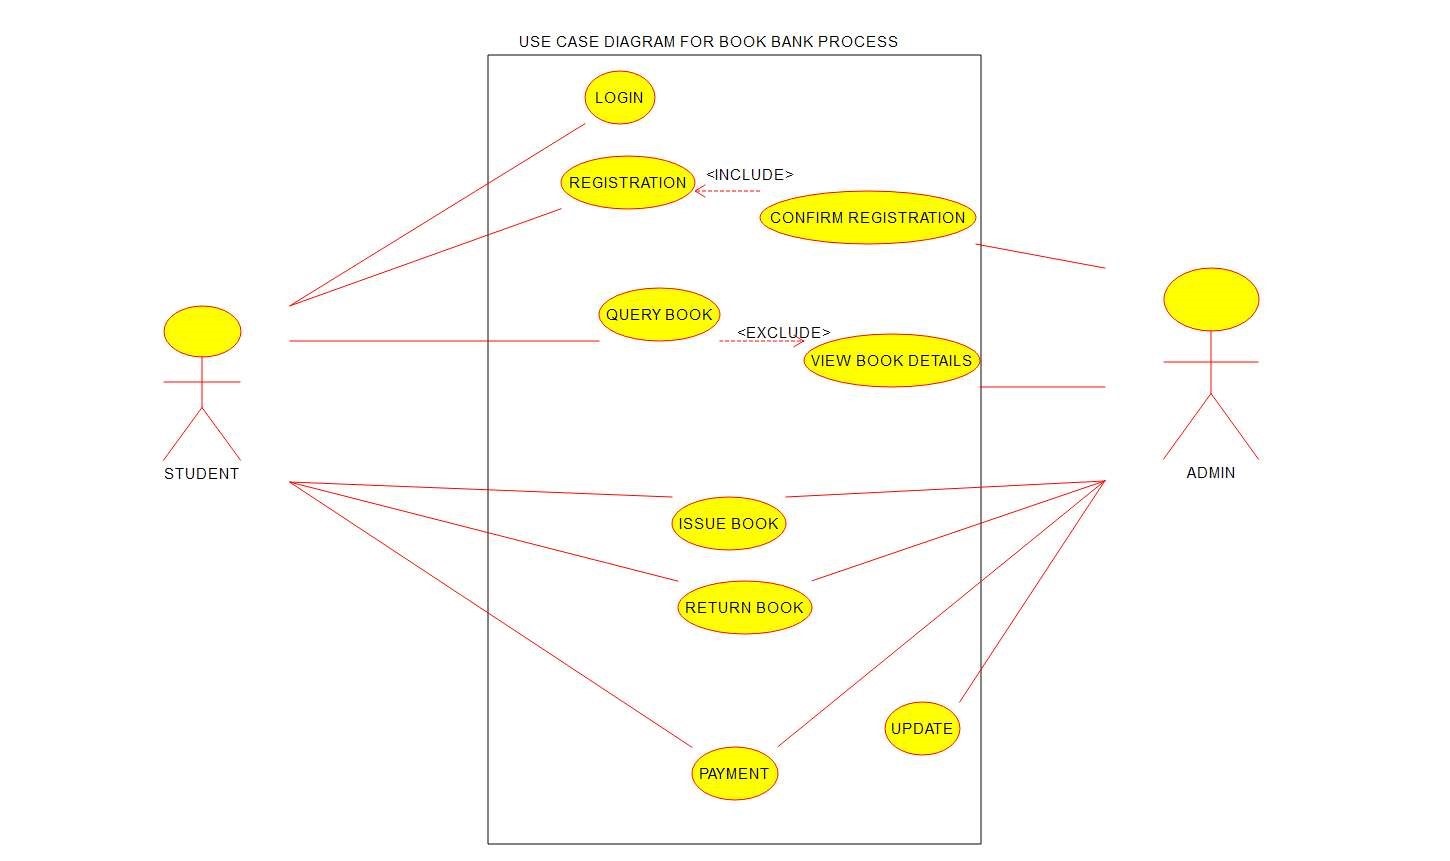 USE CASE DIAGRAM FOR BOOK BANK PROCESS
LOGIN
REGISTRATION
<INCLUDE>
CONFIRM REGISTRATION
QUERY BOOK
<EXCLUDE>
VIEW BOOK DETAILS
STUDENT
ADMIN
ISSUE BOOK
RETURN BOOK
UPDATE
PAYMENT